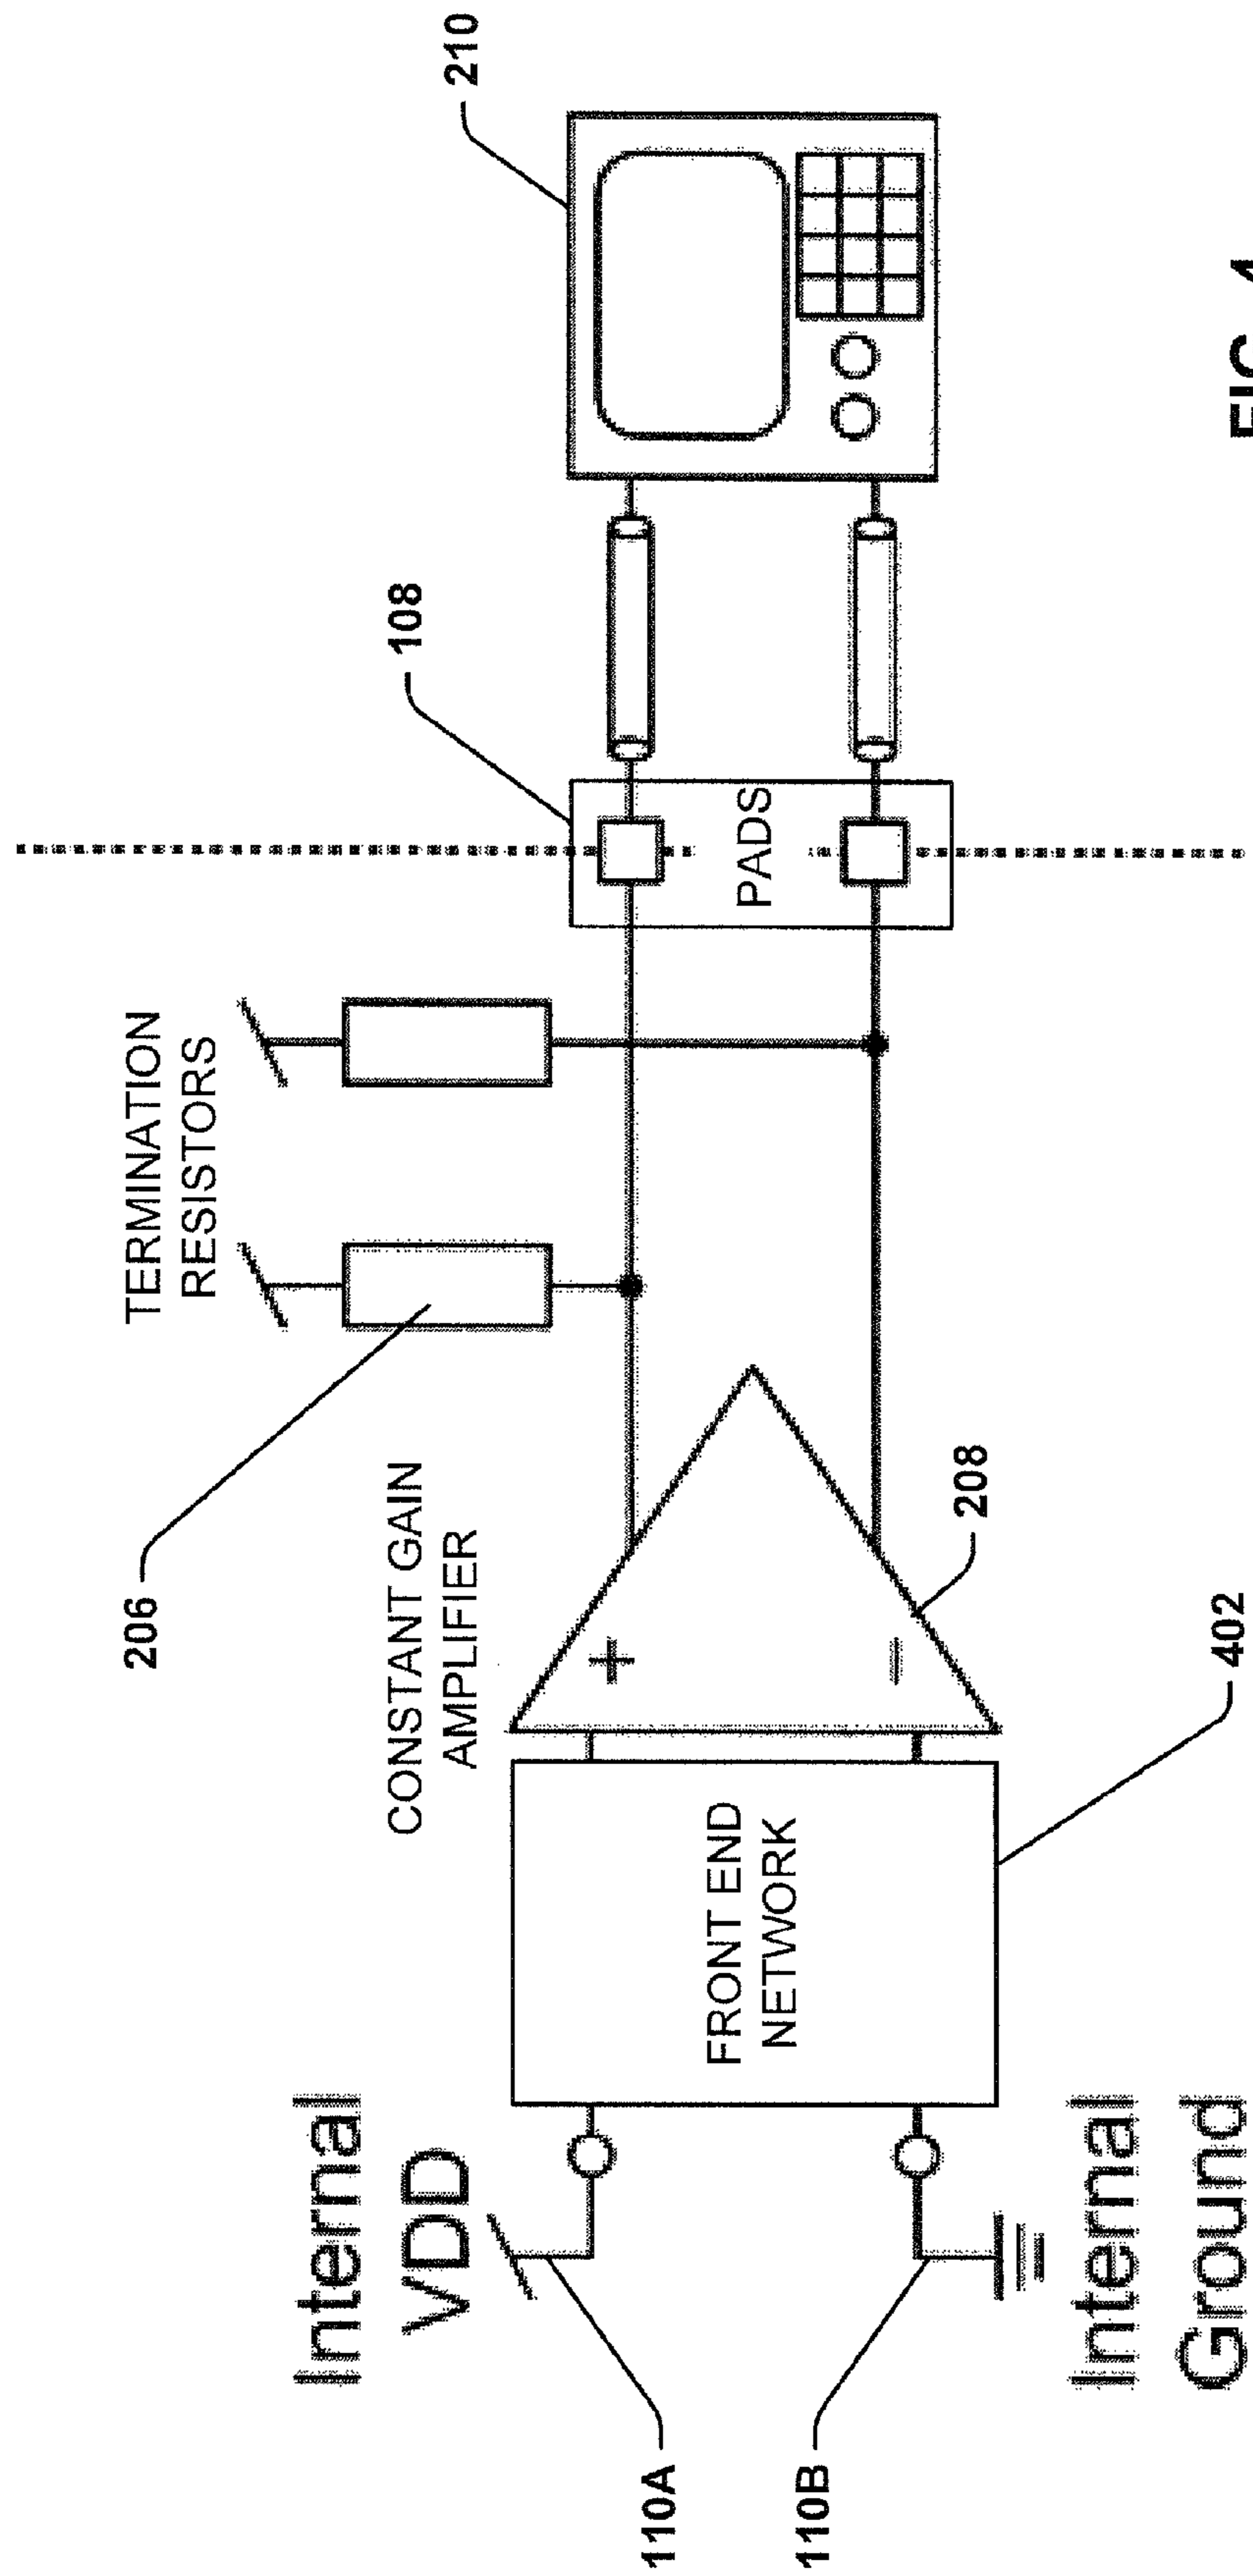 TERMINATION
RESISTORS
206
CONSTANT GAIN
AMPLIFIER
108
210
Internal
VDD
110A
110B
FRONT END
NETWORK
+
−
PADS
208
402
Internal
Ground